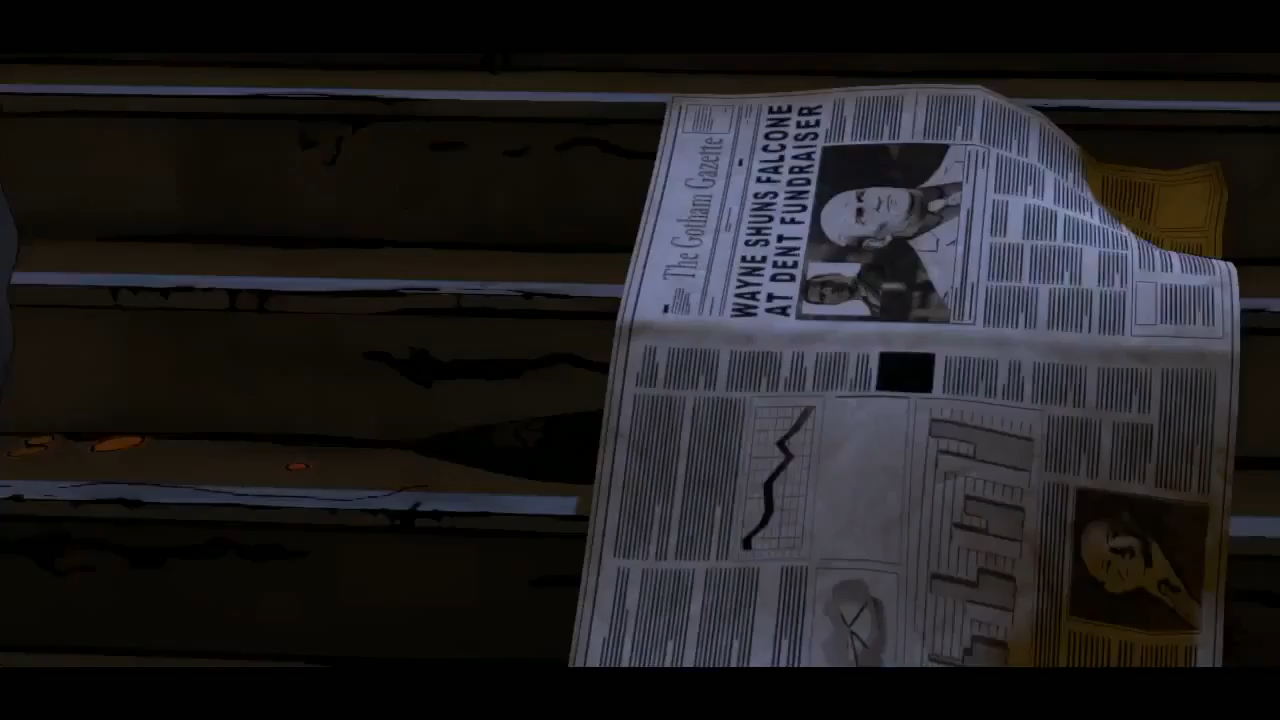 The Gotham Gazette
WAYNE SHUNS FALCONE
AT DENT FUNDRAISER